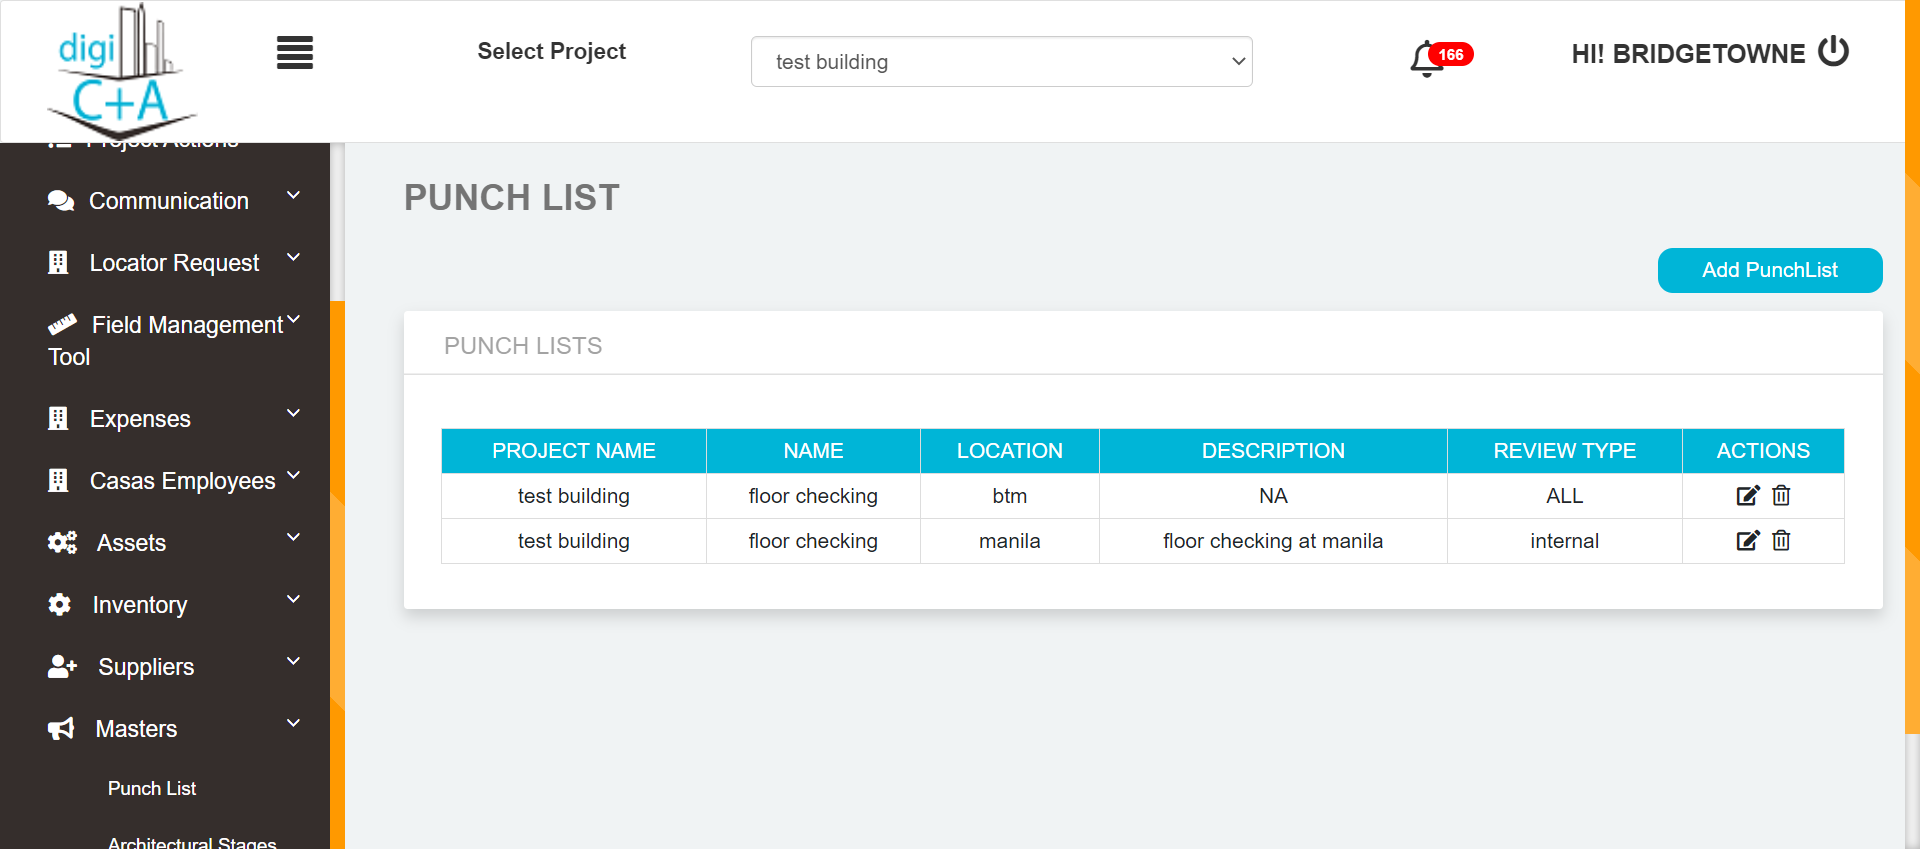 digi
C+A
Select Project
test building
166
HI! BRIDGETOWNE
Project Actions
Communication
Locator Request
Field Management
Tool
Expenses
Casas Employees
Assets
Inventory
Suppliers
Masters
Punch List
Architectural Stages
PUNCH LIST
Add PunchList
PUNCH LISTS
PROJECT NAME NAME LOCATION DESCRIPTION REVIEW TYPE ACTIONS
test building floor checking btm NA ALL
test building floor checking manila floor checking at manila internal